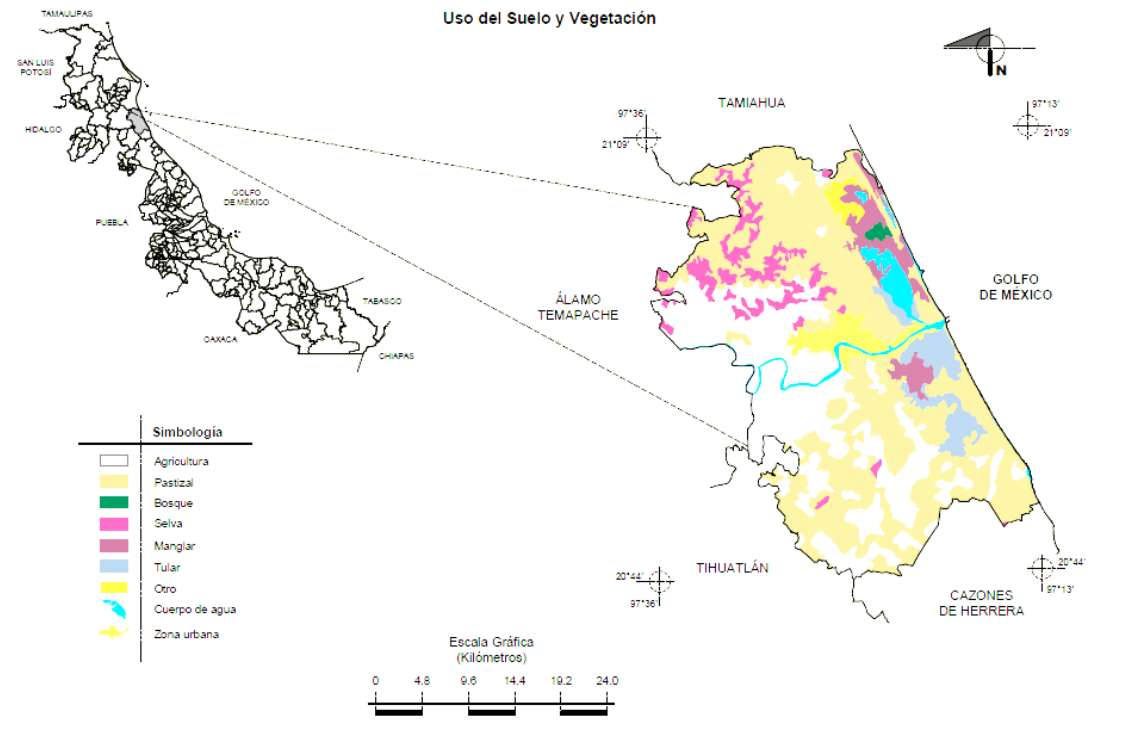 Uso del Suelo y Vegetación
TAMAULIPAS
SAN LUIS
POTOSÍ
HIDALGO
GOLFO
DE MÉXICO
PUEBLA
TABASCO
OAXACA
CHIAPAS
N
TAMIAHUA
97°36'
21°09'
97°13'
21°09'
ÁLAMO
TEMAPACHE
GOLFO
DE MÉXICO
TIHUATLÁN
20°44'
97°36'
20°44'
97°13'
CAZONES
DE HERRERA
Simbología
Agricultura
Pastizal
Bosque
Selva
Manglar
Tular
Otro
Cuerpo de agua
Zona urbana
Escala Gráfica
(Kilómetros)
0 4.8 9.6 14.4 19.2 24.0